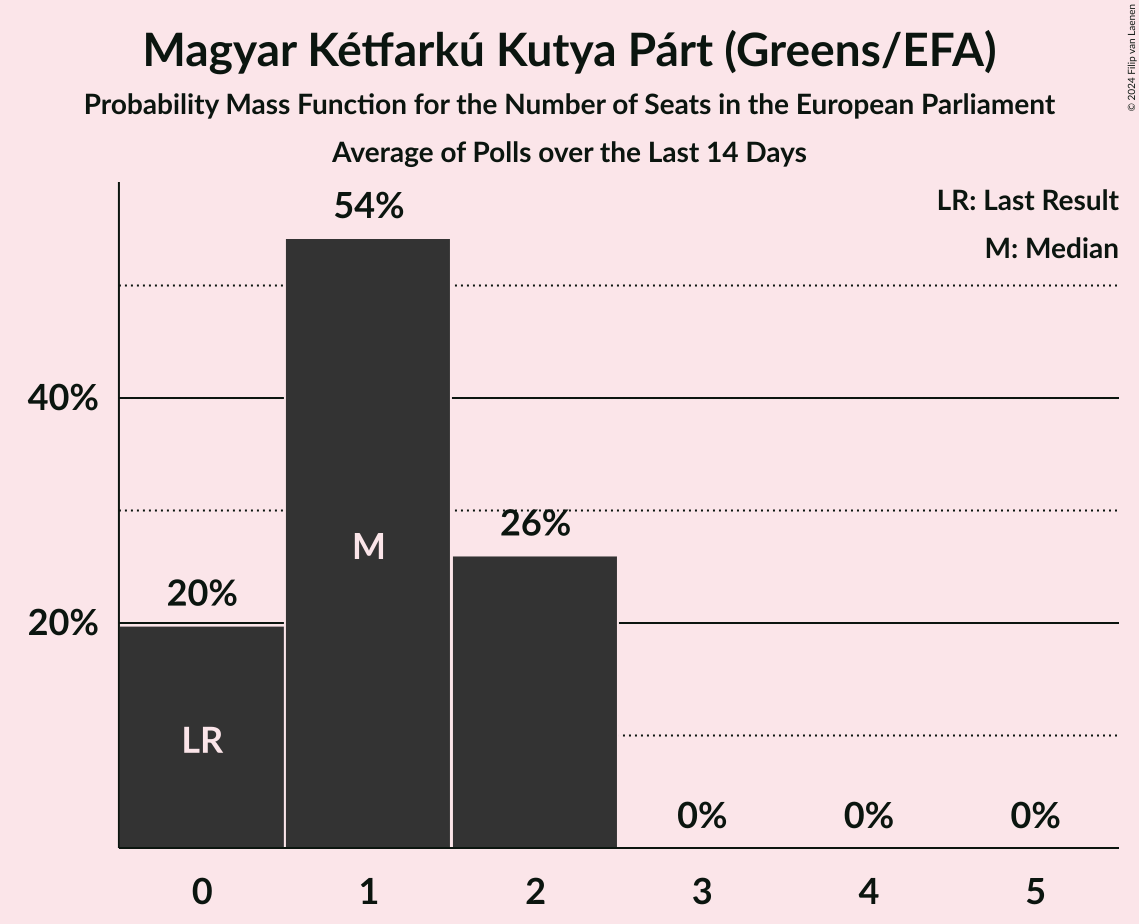 Magyar Kétfarkú Kutya Párt (Greens/EFA)
Probability Mass Function for the Number of Seats in the European Parliament
Average of Polls over the Last 14 Days
© 2024 Filip van Laenen
LR: Last Result
M: Median
54%
40%
26%
M
20%
20%
LR
0%
0%
0%
0
1
2
3
4
5